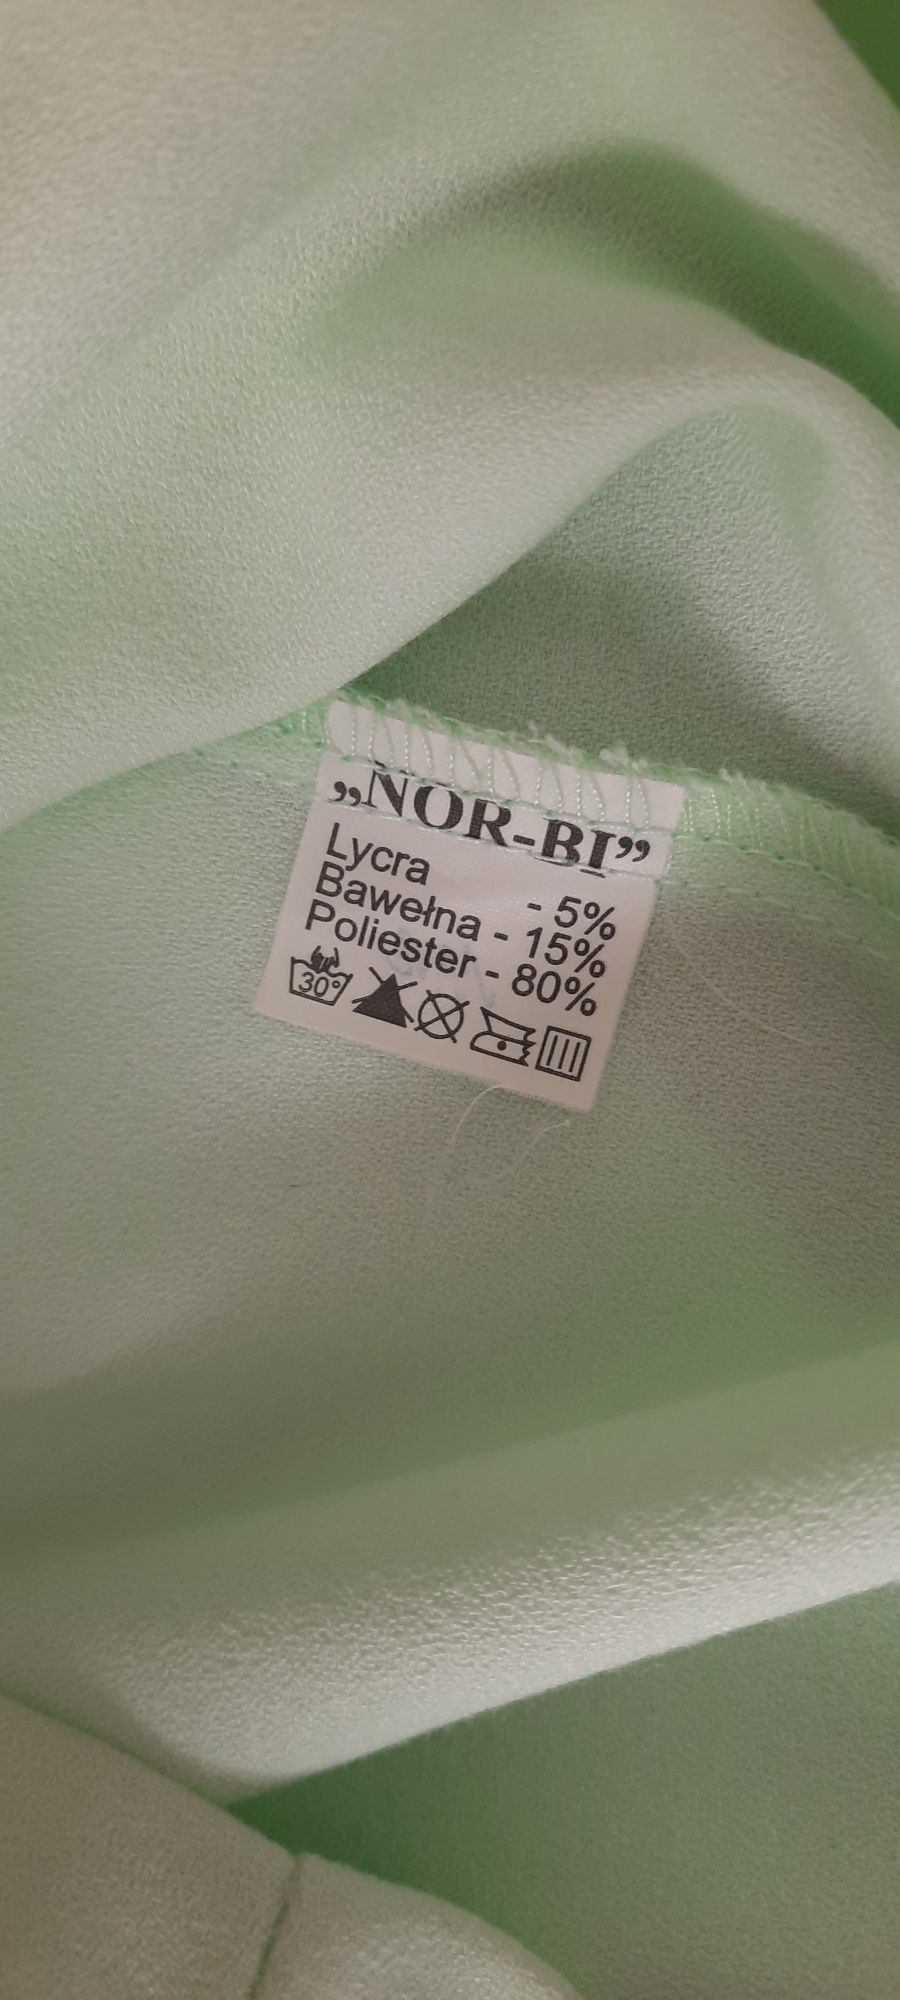 „NOR-BI”
Lycra - 5%
Bawełna - 15%
Poliester - 80%
30°